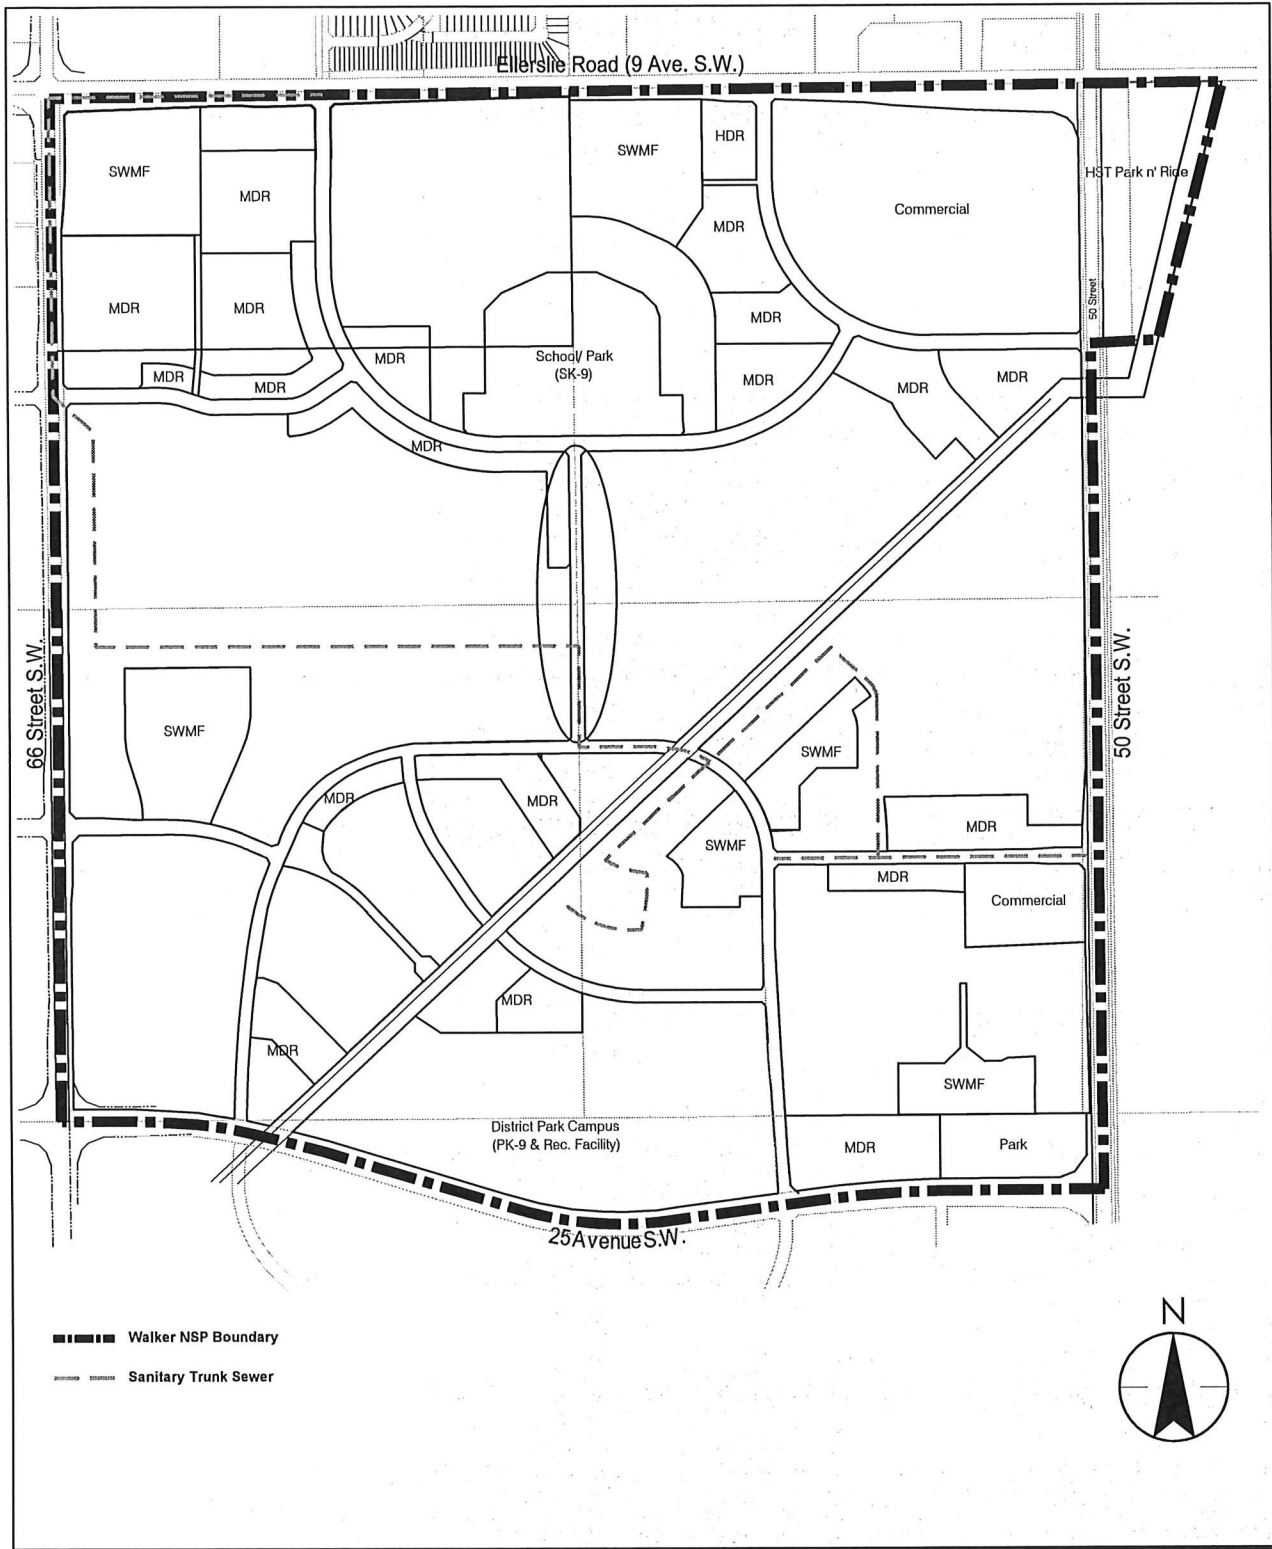 Ellerslie Road (9 Ave. S.W.)
SWMF
MDR
SWMF
HDR
MDR
Commercial
HST Park n' Ride
MDR
MDR
MDR
50 Street
MDR
MDR
MDR
School/ Park
(SK-9)
MDR
MDR
MDR
MDR
66 Street S.W.
50 Street S.W.
SWMF
SWMF
MDR
MDR
MDR
SWMF
MDR
Commercial
MDR
MDR
SWMF
District Park Campus
(PK-9 & Rec. Facility)
MDR
Park
25 Avenue S.W.
Walker NSP Boundary
Sanitary Trunk Sewer
N